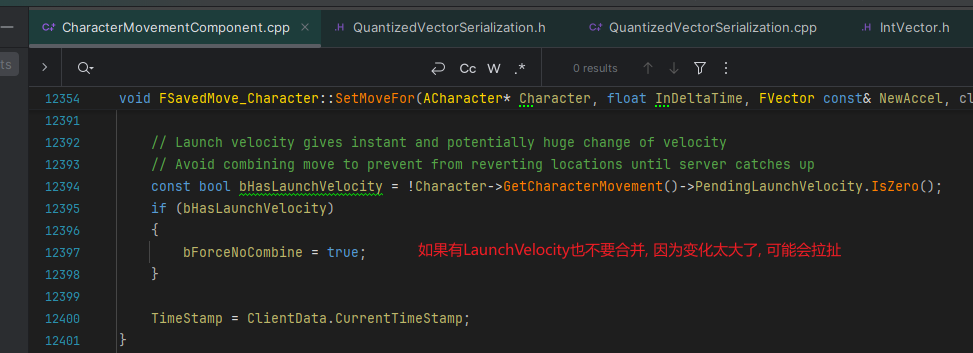 CharacterMovementComponent.cpp
QuantizedVectorSerialization.h
QuantizedVectorSerialization.cpp
IntVector.h
ts
Cc W .* 0 results
12354 void FSavedMove_Character::SetMoveFor(ACharacter* Character, float InDeltaTime, FVector const& NewAccel, cl
12391
12392 // Launch velocity gives instant and potentially huge change of velocity
12393 // Avoid combining move to prevent from reverting locations until server catches up
12394 const bool bHasLaunchVelocity = !Character->GetCharacterMovement()->PendingLaunchVelocity.IsZero();
12395 if (bHasLaunchVelocity)
12396 {
12397 bForceNoCombine = true; 如果有LaunchVelocity也不要合并, 因为变化太大了, 可能会拉扯
12398 }
12399
12400 TimeStamp = ClientData.CurrentTimeStamp;
12401 }